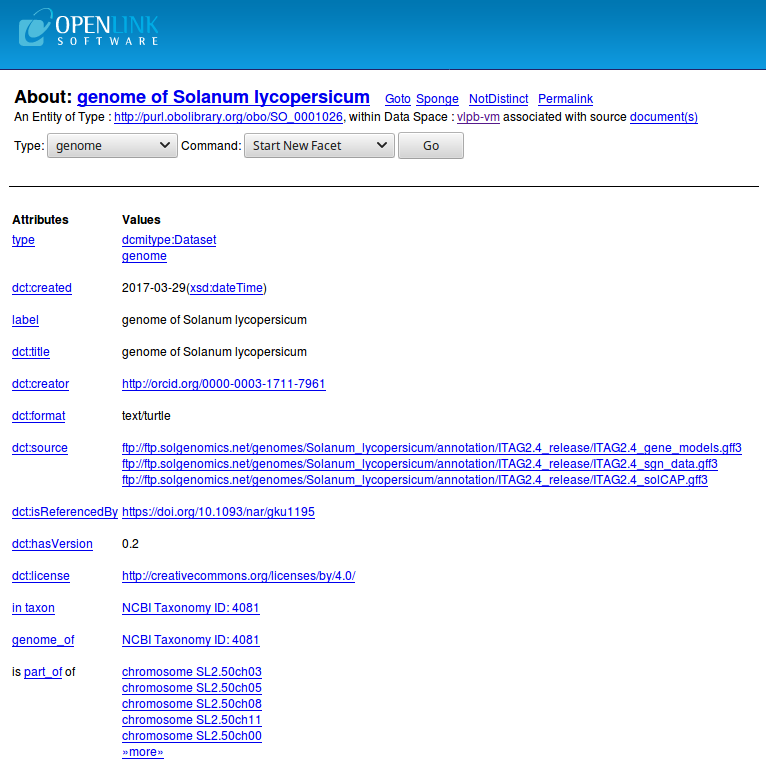 OPENLINK
SOFTWARE
About: genome of Solanum lycopersicum Goto Sponge NotDistinct Permalink
An Entity of Type : http://purl.obolibrary.org/obo/SO_0001026, within Data Space : vlpb-vm associated with source document(s)
Type: genome Command: Start New Facet Go
Attributes Values
type dcmitype:Dataset
genome
dct:created 2017-03-29(xsd:dateTime)
label genome of Solanum lycopersicum
dct:title genome of Solanum lycopersicum
dct:creator http://orcid.org/0000-0003-1711-7961
dct:format text/turtle
dct:source ftp://ftp.solgenomics.net/genomes/Solanum_lycopersicum/annotation/ITAG2.4_release/ITAG2.4_gene_models.gff3
ftp://ftp.solgenomics.net/genomes/Solanum_lycopersicum/annotation/ITAG2.4_release/ITAG2.4_sgn_data.gff3
ftp://ftp.solgenomics.net/genomes/Solanum_lycopersicum/annotation/ITAG2.4_release/ITAG2.4_solCAP.gff3
dct:isReferencedBy https://doi.org/10.1093/nar/gku1195
dct:hasVersion 0.2
dct:license http://creativecommons.org/licenses/by/4.0/
in taxon NCBI Taxonomy ID: 4081
genome_of NCBI Taxonomy ID: 4081
is part_of of chromosome SL2.50ch03
chromosome SL2.50ch05
chromosome SL2.50ch08
chromosome SL2.50ch11
chromosome SL2.50ch00
»more»